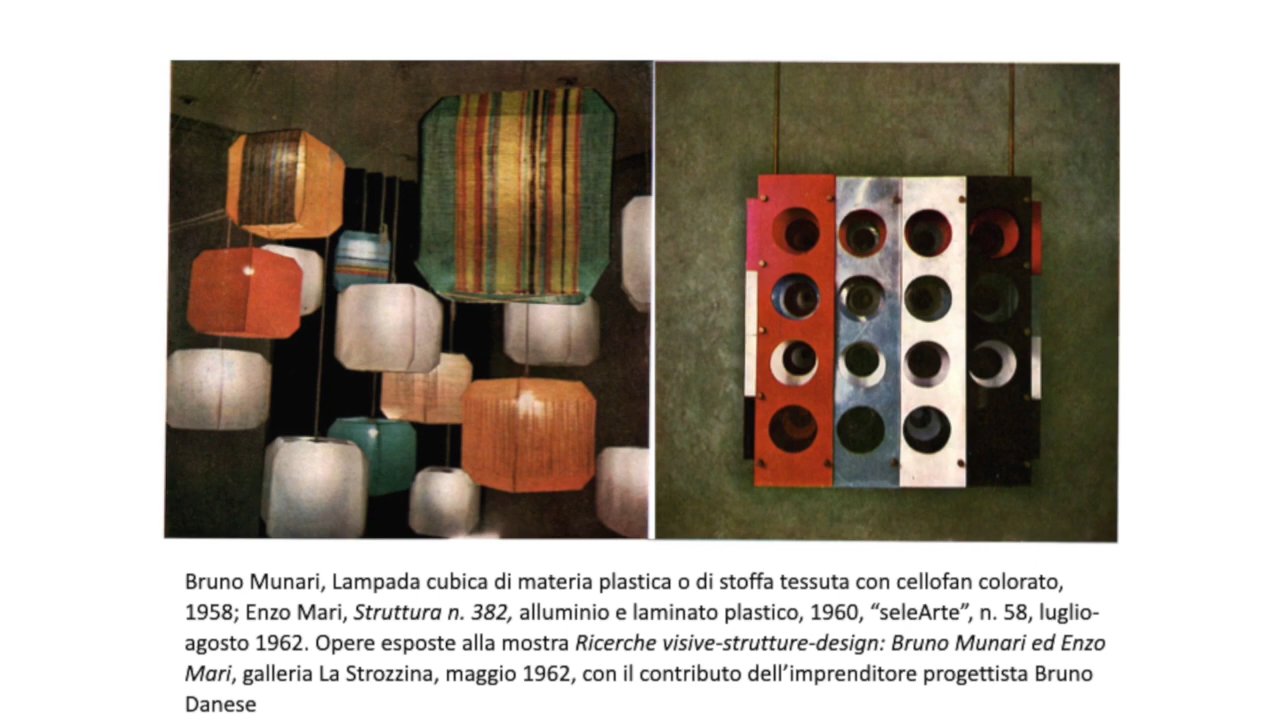 Bruno Munari, Lampada cubica di materia plastica o di stoffa tessuta con cellofan colorato,
1958; Enzo Mari, Struttura n. 382, alluminio e laminato plastico, 1960, “seleArte”, n. 58, luglio-
agosto 1962. Opere esposte alla mostra Ricerche visive-strutture-design: Bruno Munari ed Enzo
Mari, galleria La Strozzina, maggio 1962, con il contributo dell’imprenditore progettista Bruno
Danese